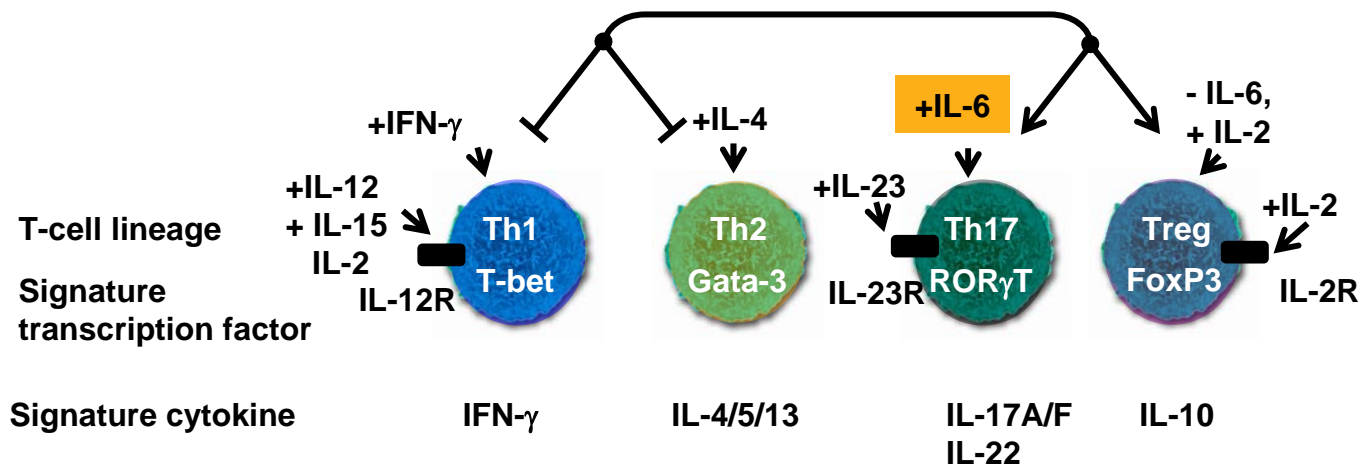 +IL-6
- IL-6,
+ IL-2
+IFN-γ
+IL-4
+IL-12
+ IL-15
IL-2
IL-12R
+IL-23
IL-23R
+IL-2
IL-2R
T-cell lineage
Th1
Th2
Th17
Treg
Signature
transcription factor
T-bet
Gata-3
RORγT
FoxP3
Signature cytokine
IFN-γ
IL-4/5/13
IL-17A/F
IL-22
IL-10